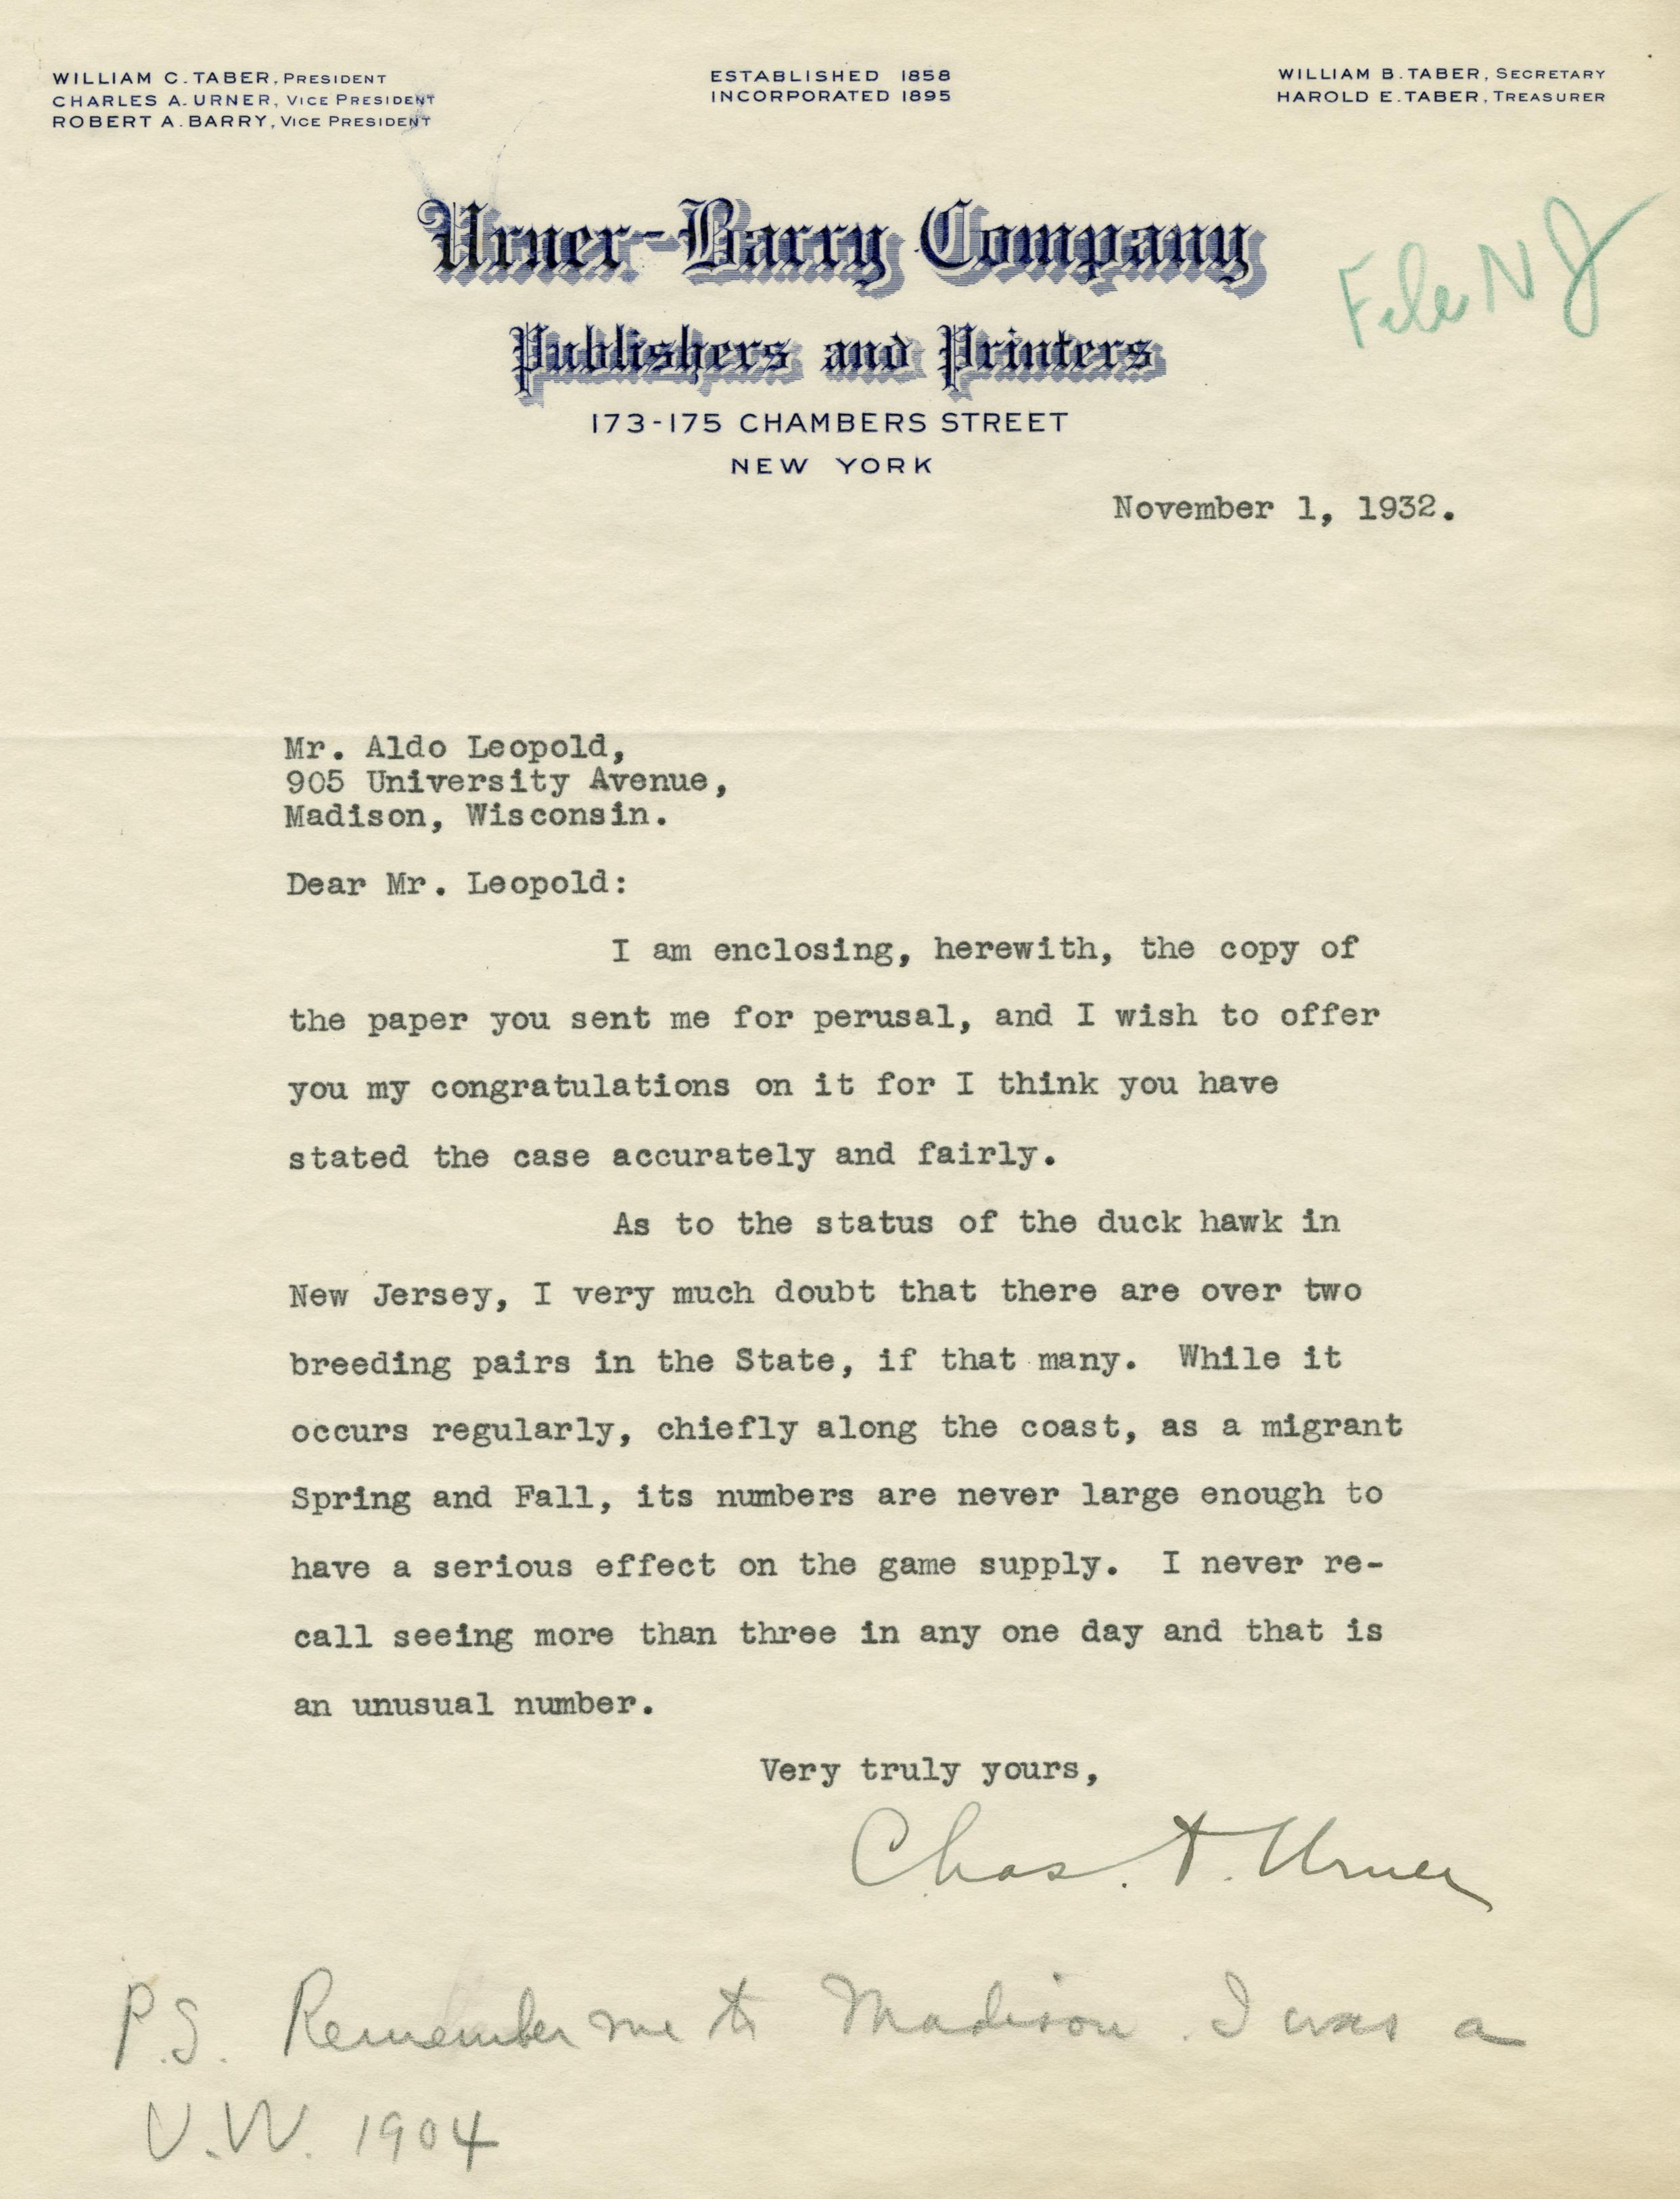 WILLIAM C. TABER, PRESIDENT
CHARLES A. URNER, VICE PRESIDENT
ROBERT A. BARRY, VICE PRESIDENT
ESTABLISHED 1858
INCORPORATED 1895
WILLIAM B. TABER, SECRETARY
HAROLD E. TABER, TREASURER
Urner-Barry Company
File NJ
Publishers and Printers
173-175 CHAMBERS STREET
NEW YORK
November 1, 1932.
Mr. Aldo Leopold,
905 University Avenue,
Madison, Wisconsin.
Dear Mr. Leopold:
I am enclosing, herewith, the copy of
the paper you sent me for perusal, and I wish to offer
you my congratulations on it for I think you have
stated the case accurately and fairly.
As to the status of the duck hawk in
New Jersey, I very much doubt that there are over two
breeding pairs in the State, if that many. While it
occurs regularly, chiefly along the coast, as a migrant
Spring and Fall, its numbers are never large enough to
have a serious effect on the game supply. I never re-
call seeing more than three in any one day and that is
an unusual number.
Very truly yours,
Chas. A. Urner
P.S. Remember me to Madison. I was a
U.W. 1904